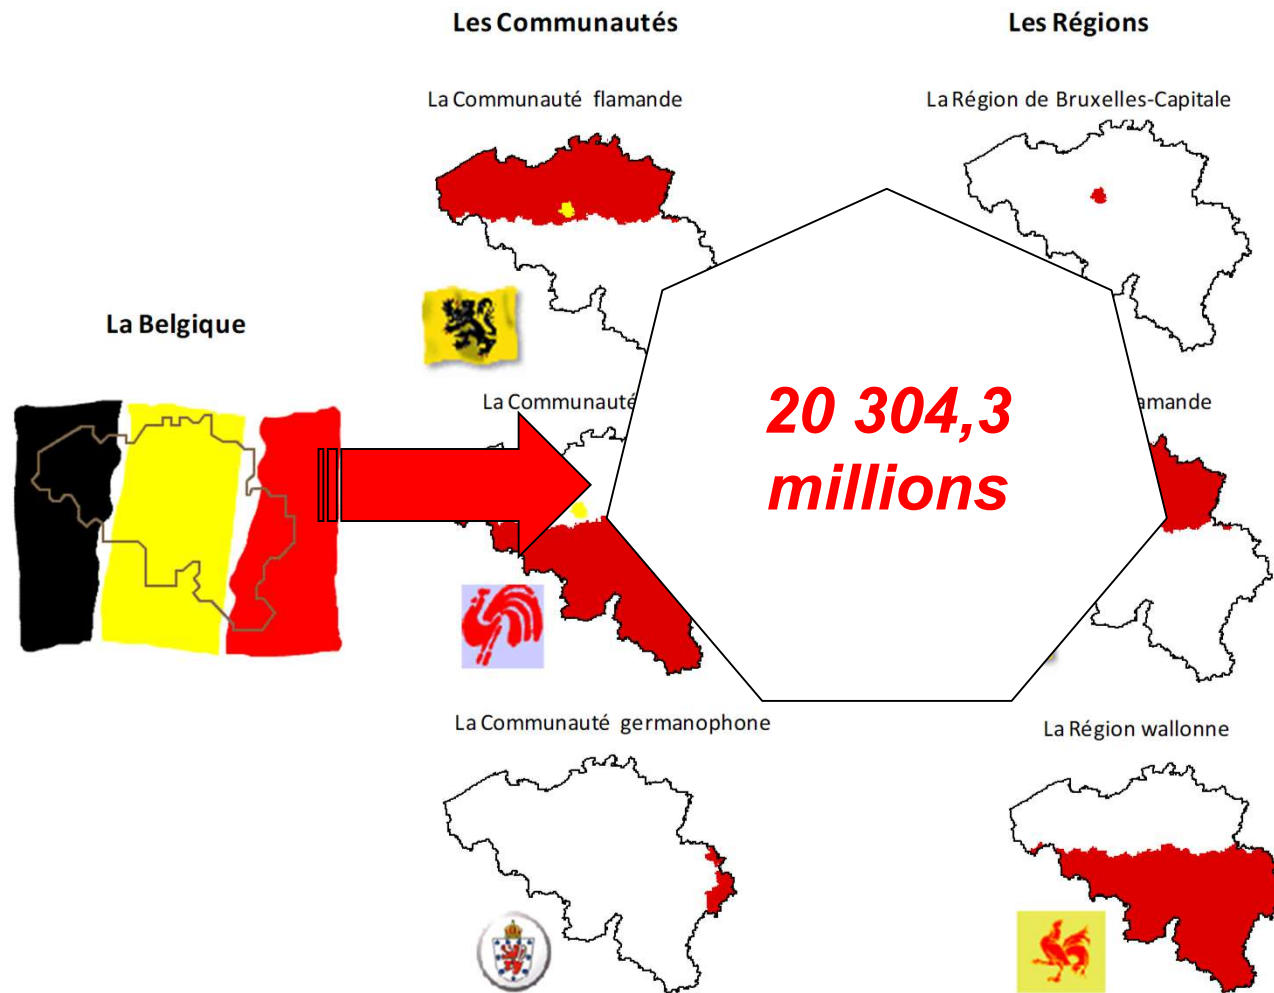 Les Communautés
Les Régions
La Communauté flamande
La Région de Bruxelles-Capitale
La Belgique
La Communauté
amande
20 304,3
millions
La Communauté germanophone
La Région wallonne